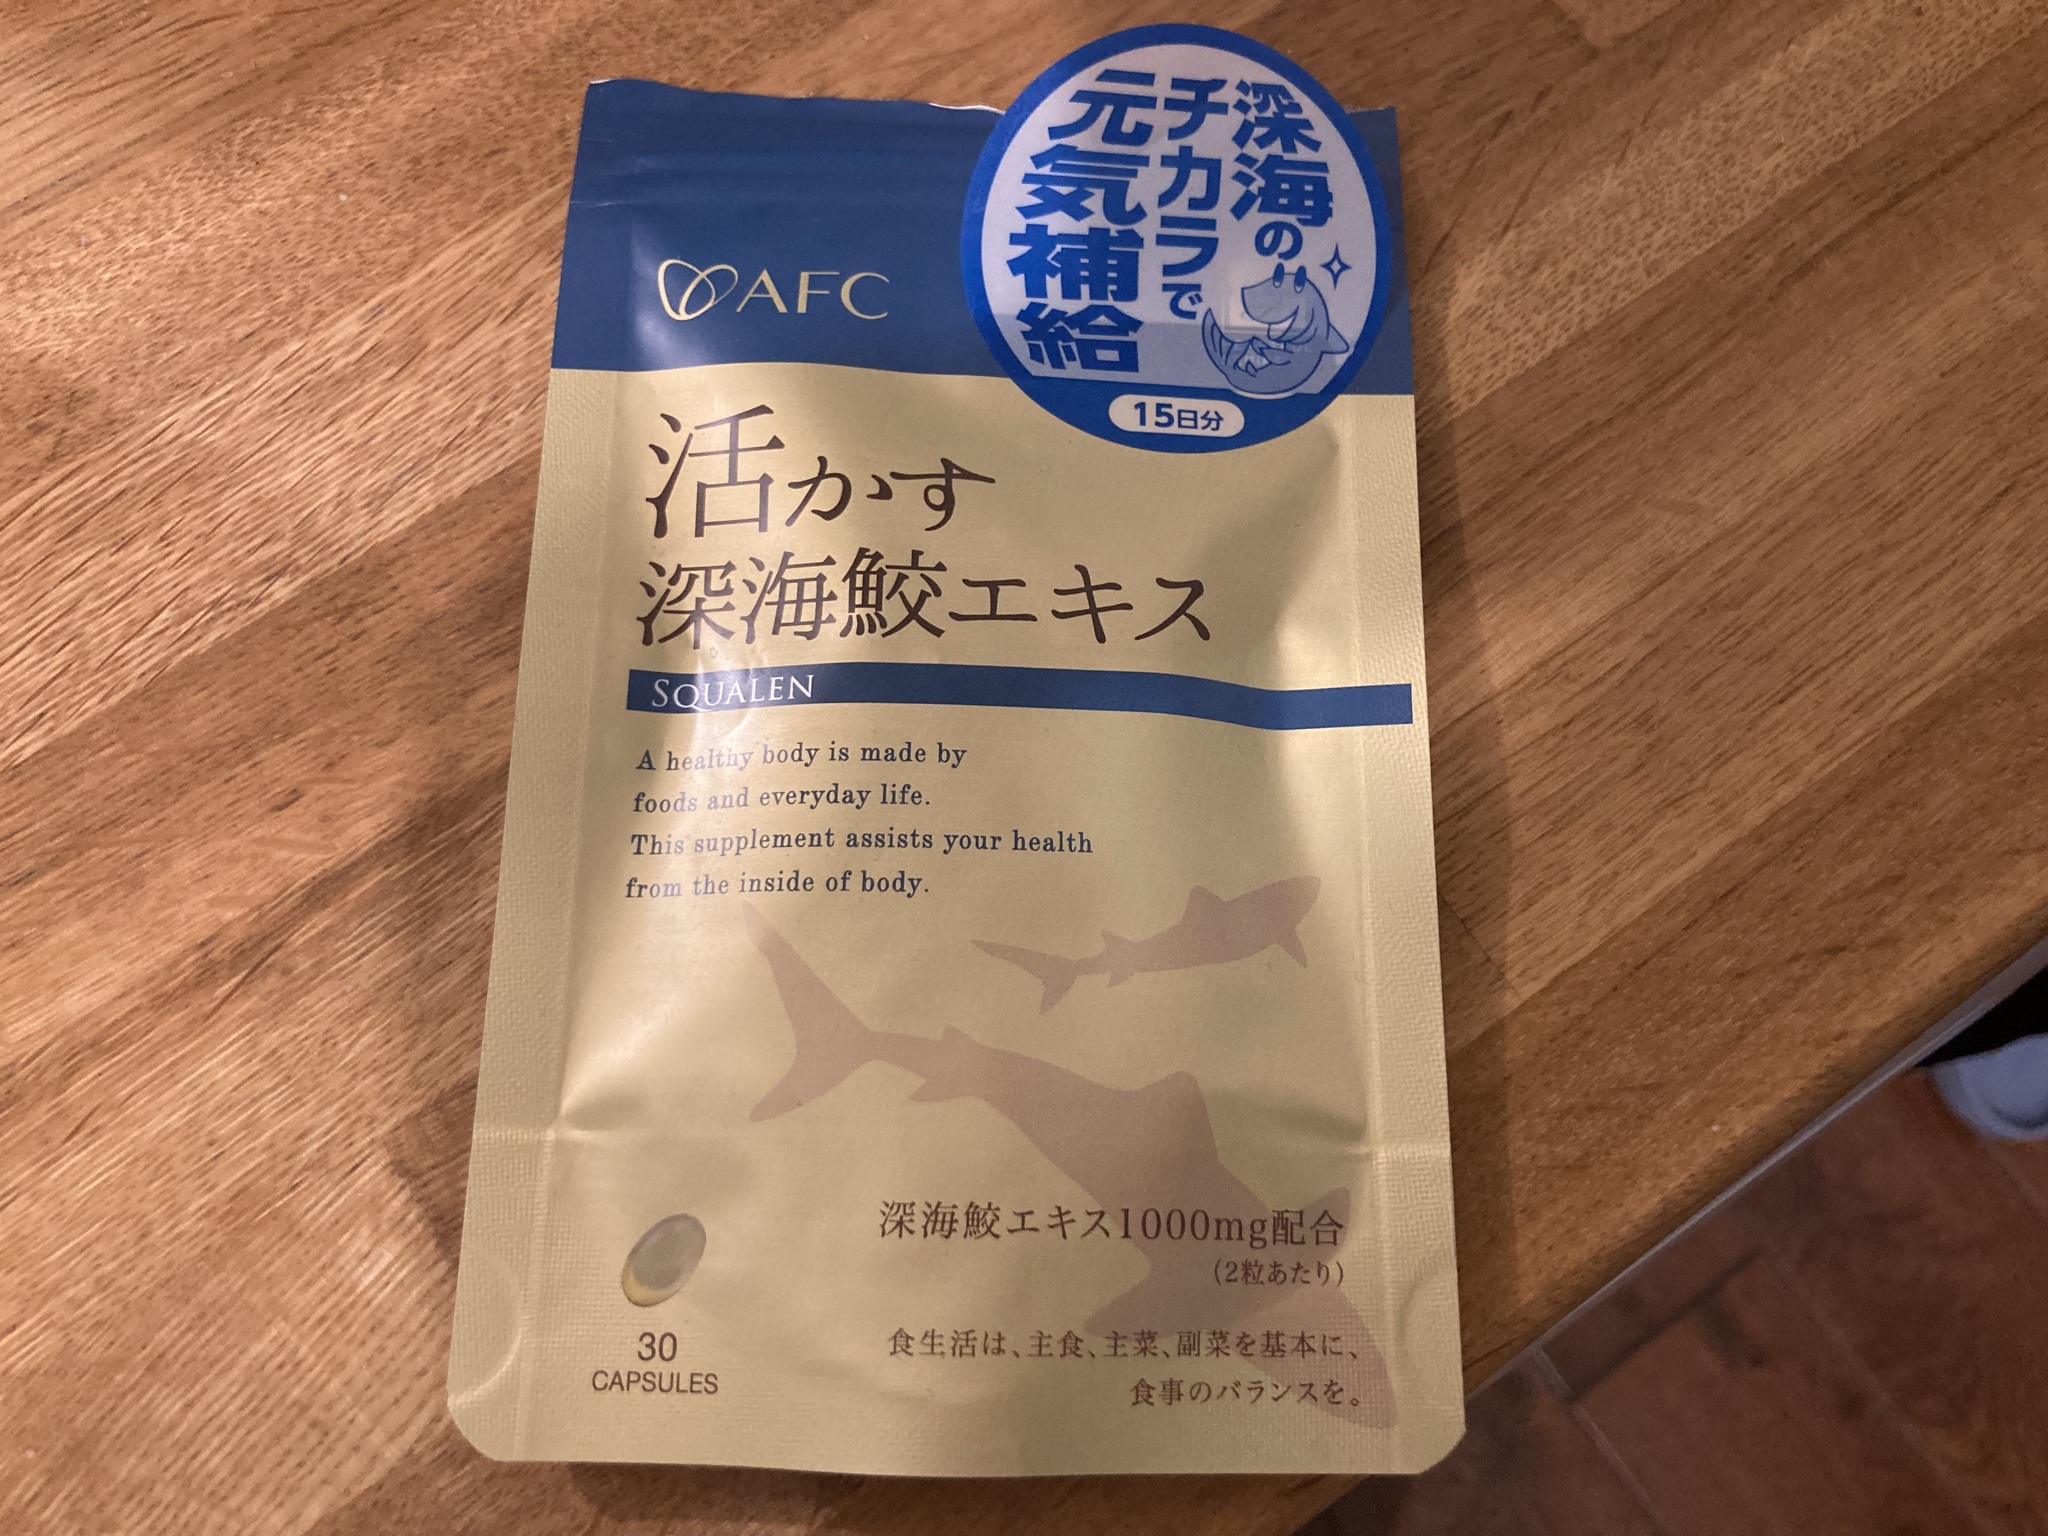 深海の
チカラで
元気補給
15日分
AFC
活かす
深海鮫エキス
SQUALEN
A healthy body is made by
foods and everyday life.
This supplement assists your health
from the inside of body.
深海鮫エキス1000mg配合
(2粒あたり)
30
CAPSULES
食生活は、主食、主菜、副菜を基本に、
食事のバランスを。